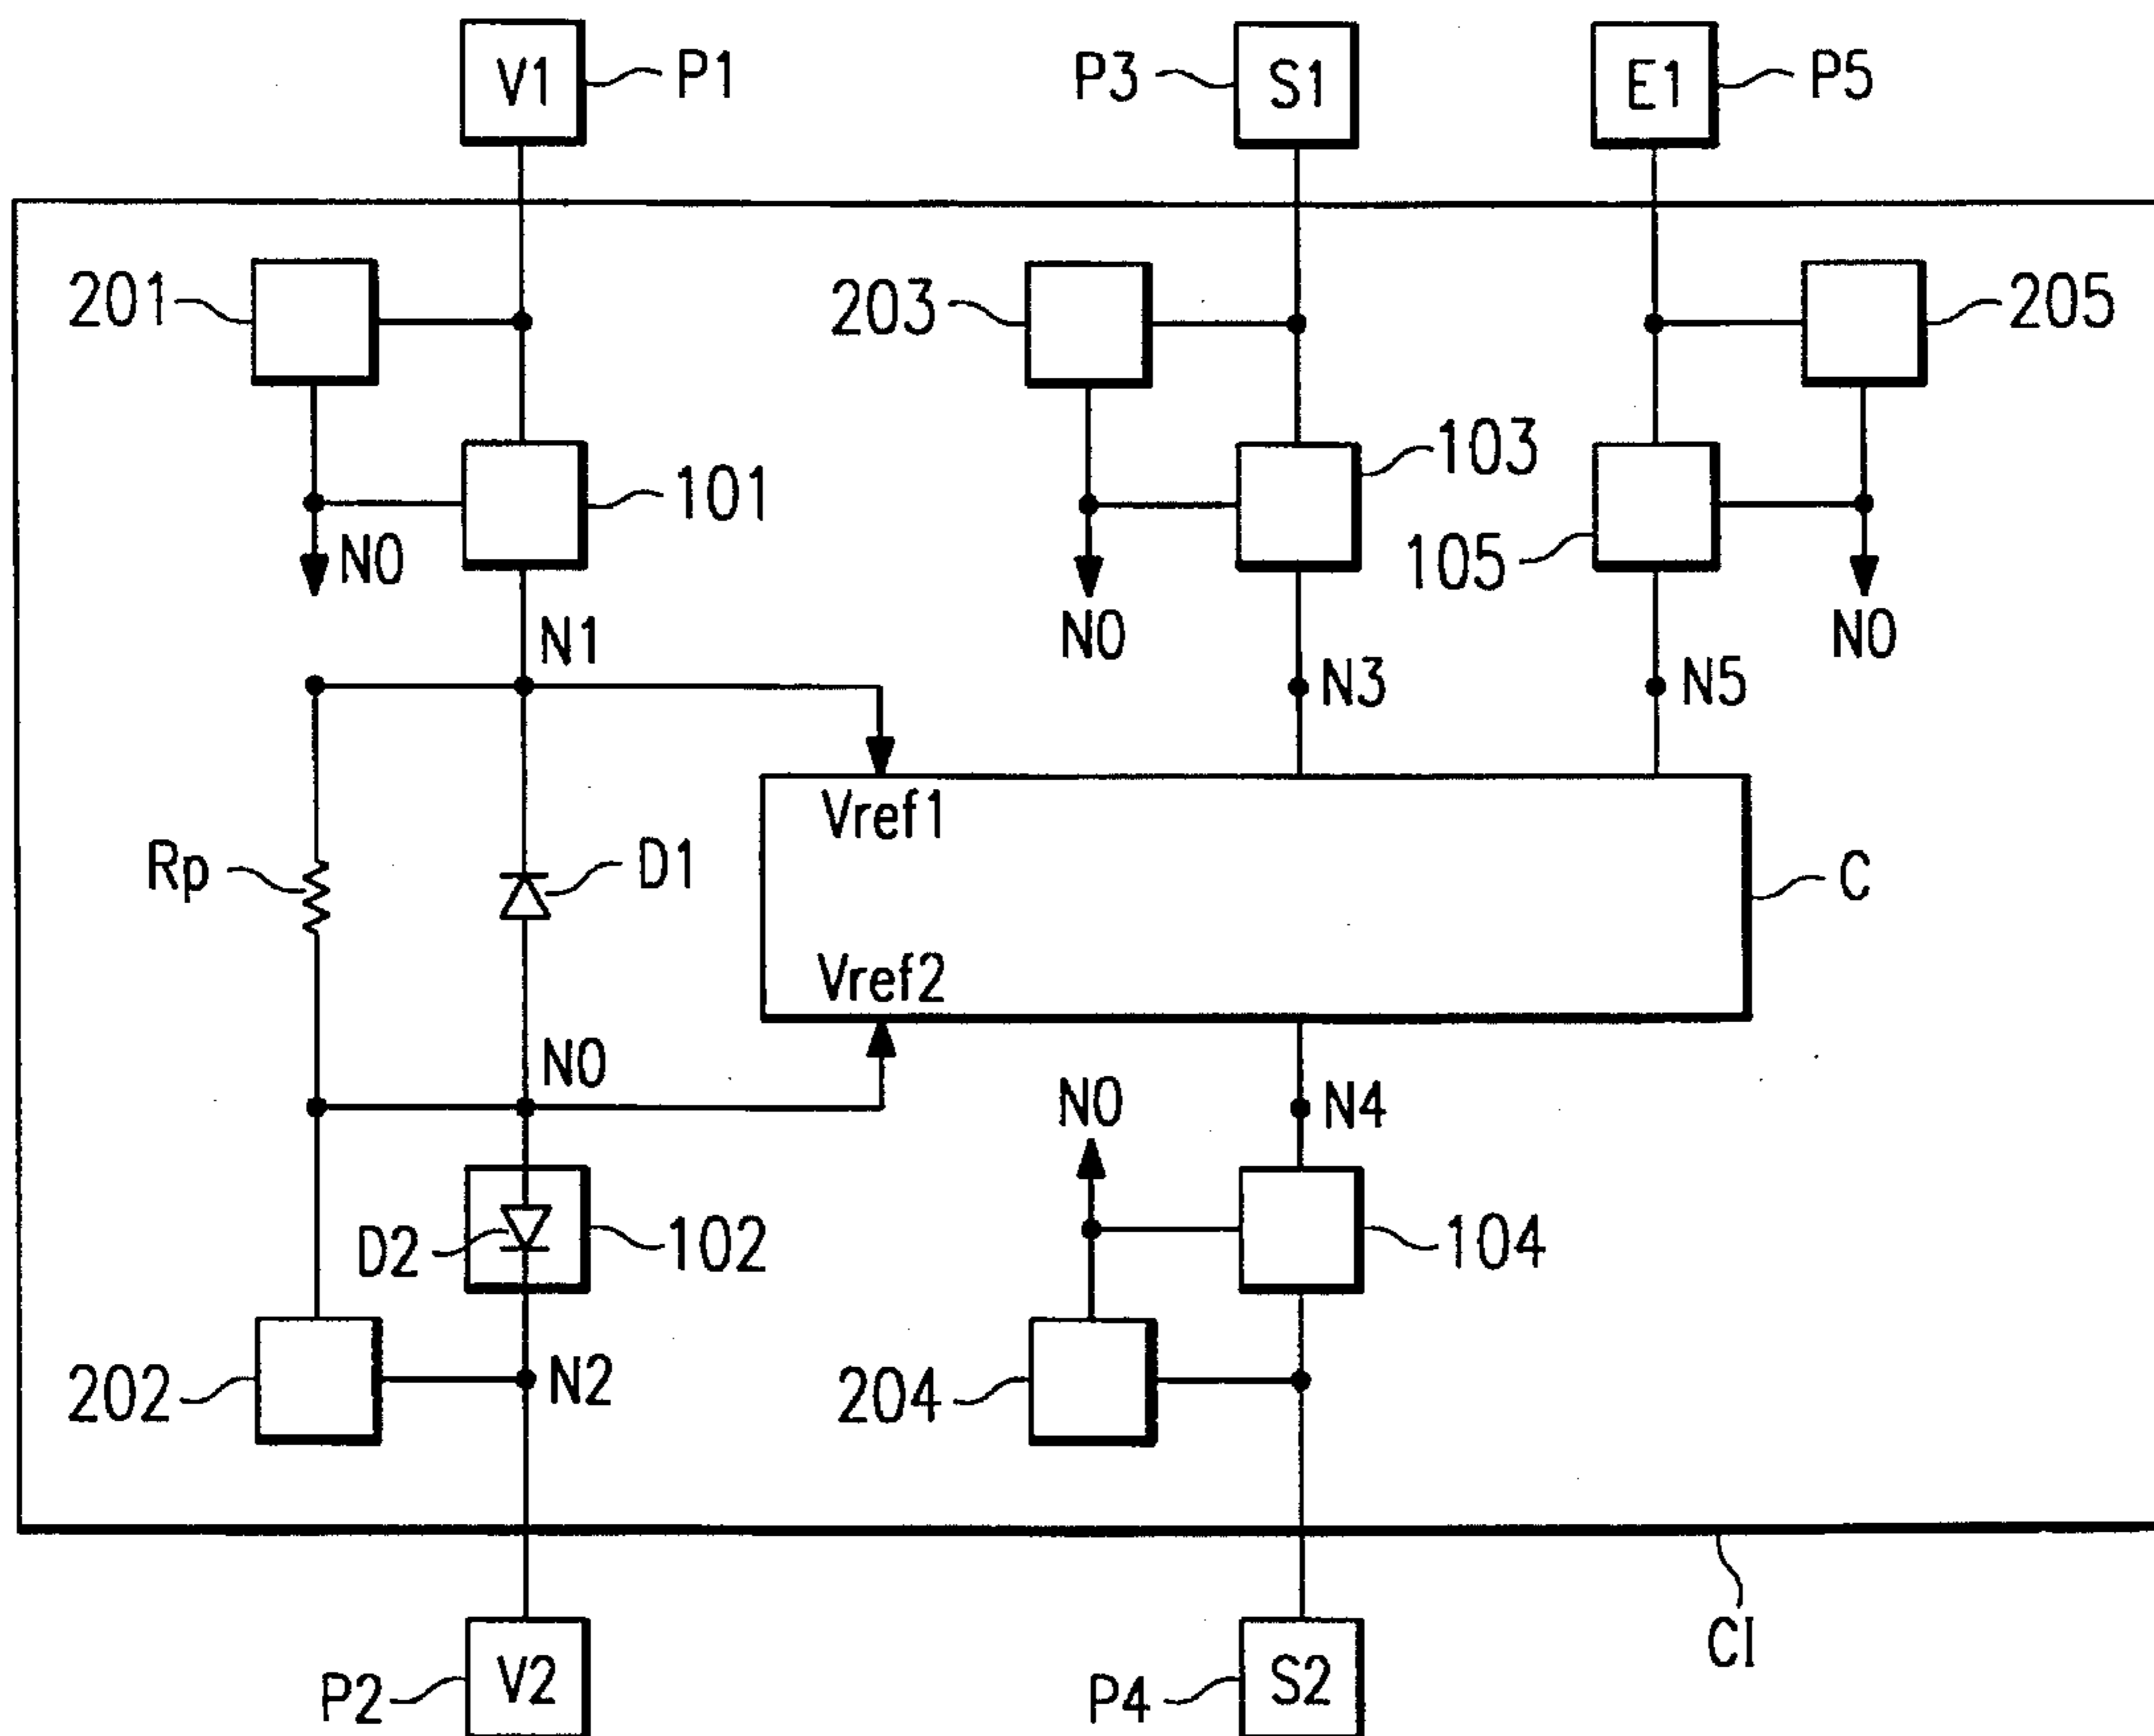 V1 P1 P3 S1 E1 P5
201 203 205
101 103
N0 105
N1 N0 N0
N3 N5
Vref1
Rp D1 C
Vref2
N0 N0 N4
D2 102 104
202 N2 204
CI
P2 V2 P4 S2